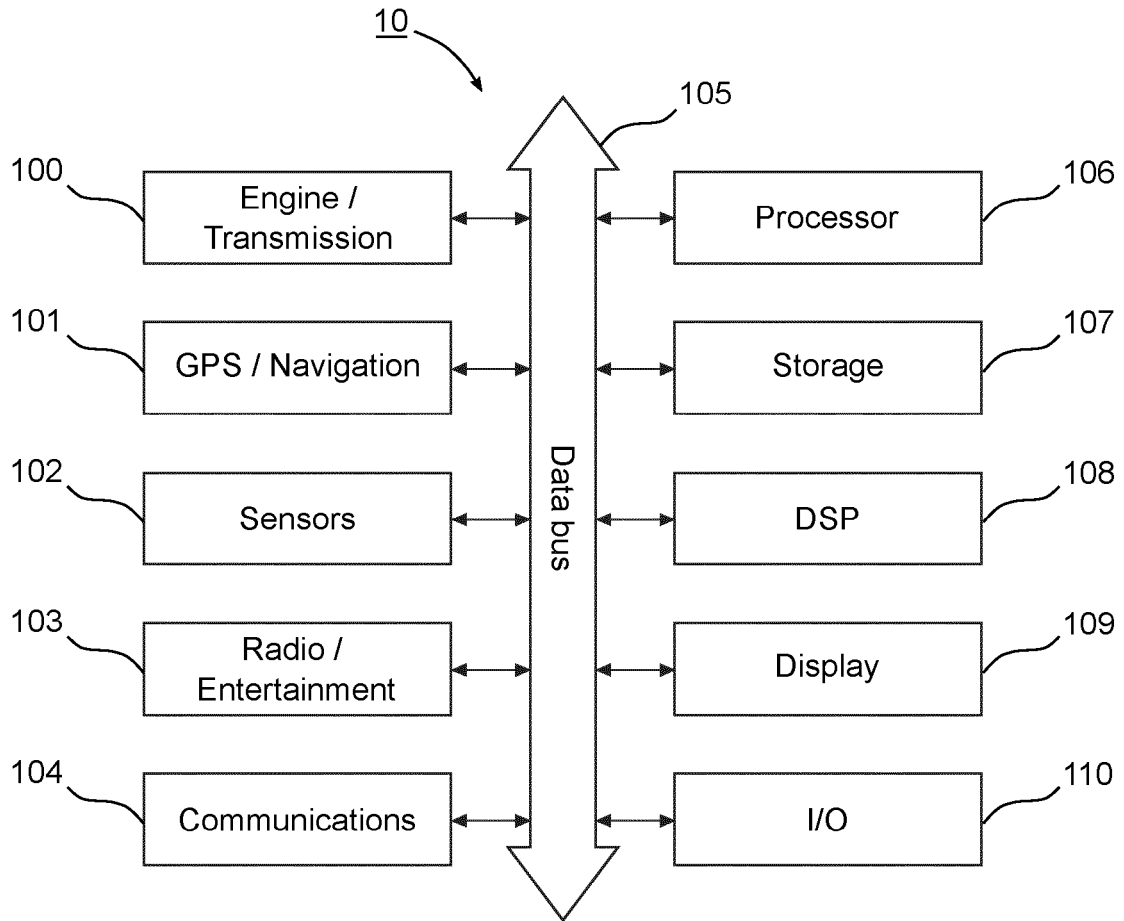 10
105
100
Engine /
Transmission
106
Processor
101
GPS / Navigation
107
Storage
102
Sensors
Data bus
108
DSP
103
Radio /
Entertainment
109
Display
104
Communications
110
I/O